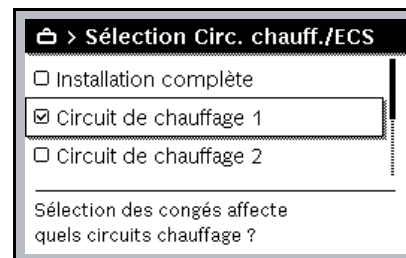 > Sélection Circ. chauff./ECS
Installation complète
Circuit de chauffage 1
Circuit de chauffage 2
Sélection des congés affecte
quels circuits chauffage ?